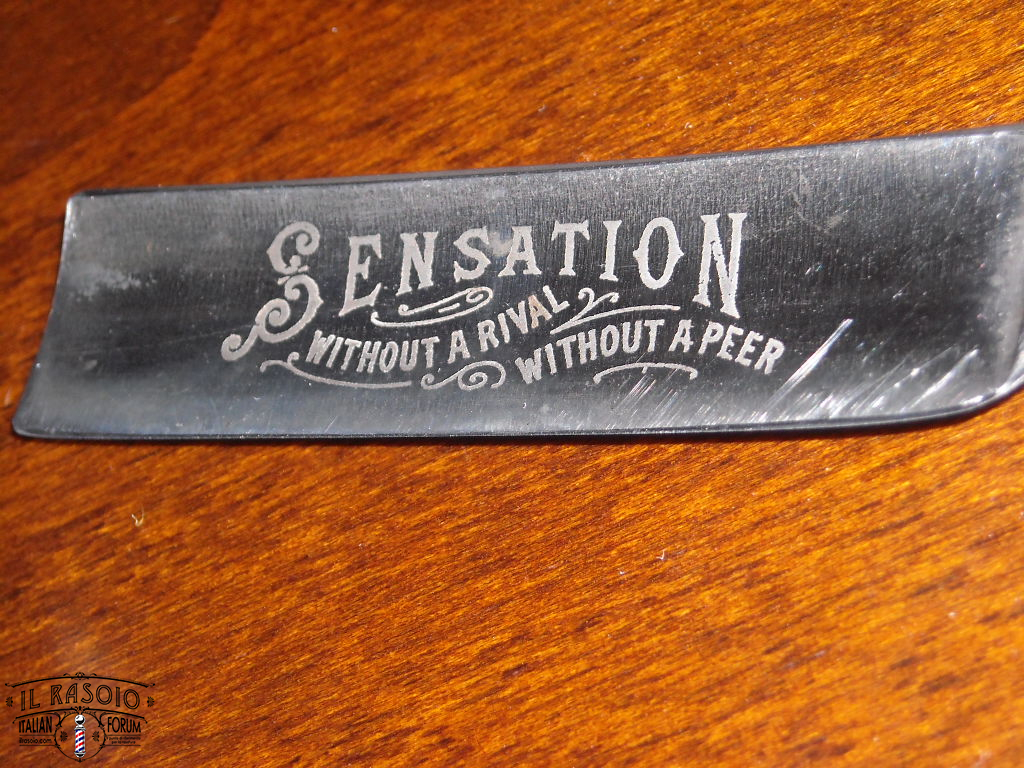 SENSATION
WITHOUT A RIVAL WITHOUT A PEER
IL RASOIO
ITALIAN FORUM